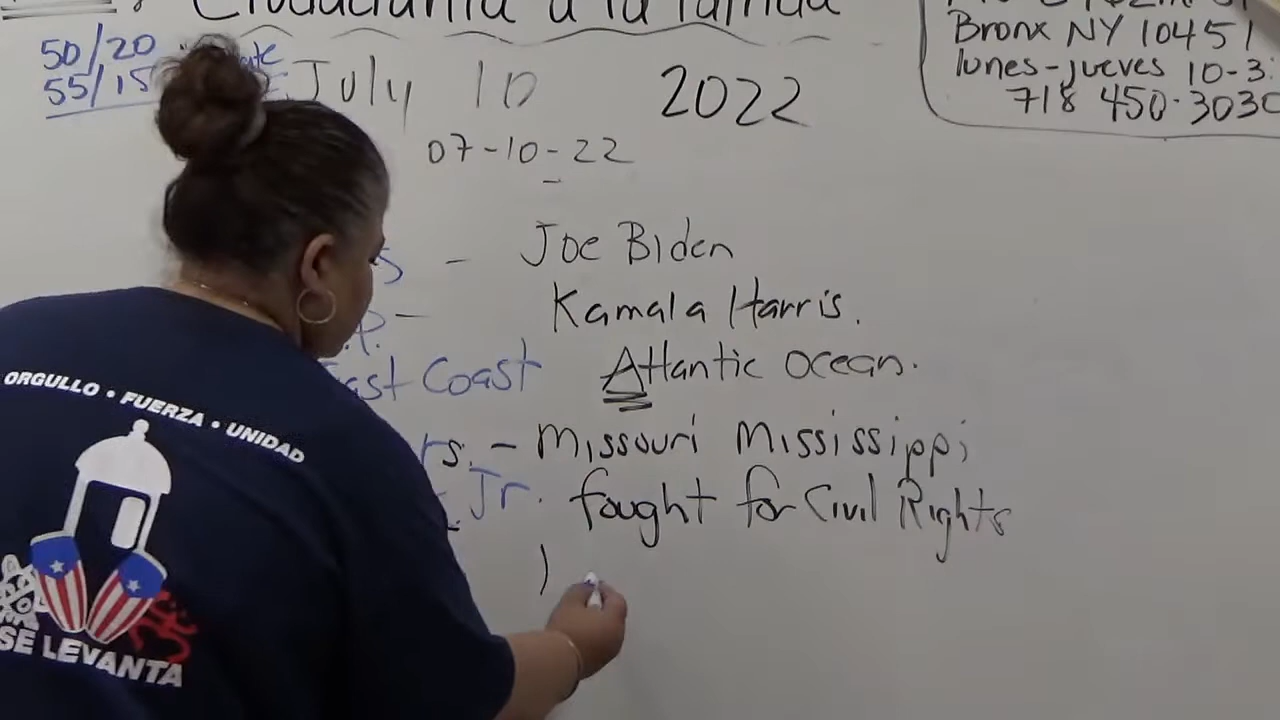 Ciudadanía a la
50/20
55/15
July 10 2022
07-10-22
Bronx NY 10451
lunes-jueves 10-3:
718 450-3030
- Joe Biden
.P. - Kamala Harris.
East Coast Atlantic Ocean.
rs. - Missouri Mississippi
Jr. fought for Civil Rights
ORGULLO • FUERZA • UNIDAD
SE LEVANTA